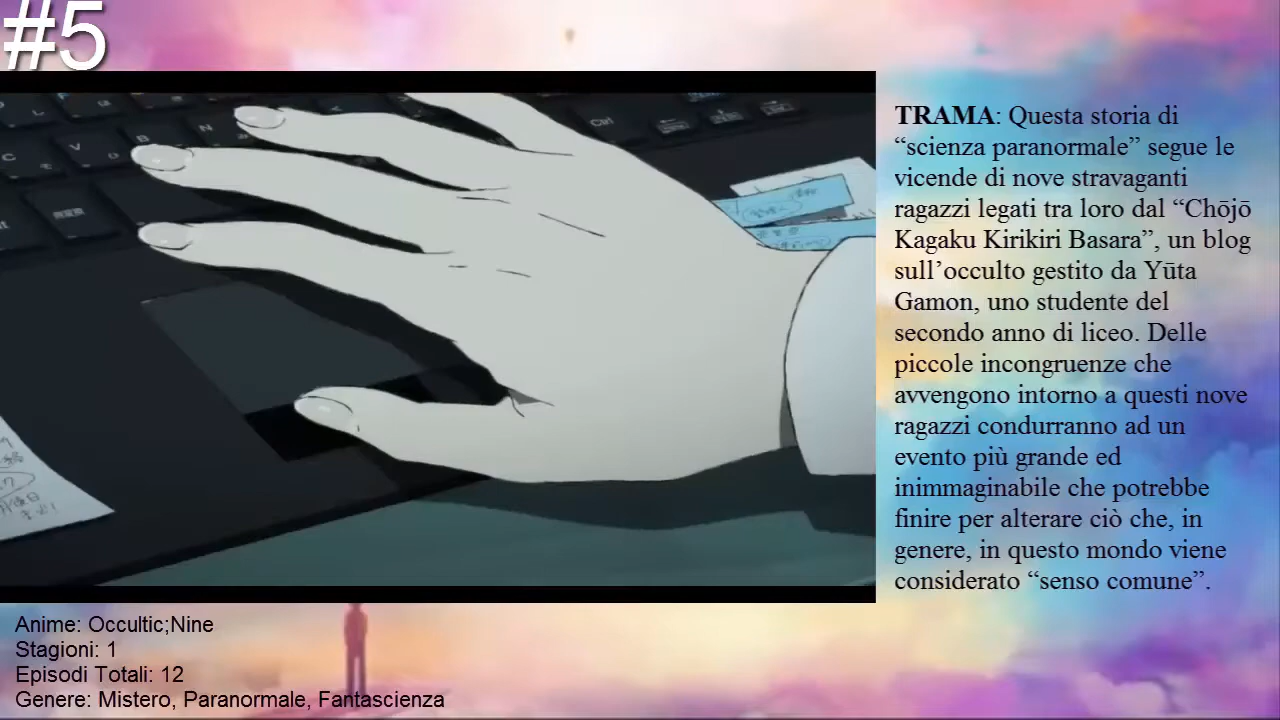 #5
TRAMA: Questa storia di
“scienza paranormale” segue le
vicende di nove stravaganti
ragazzi legati tra loro dal “Chōjō
Kagaku Kirikiri Basara”, un blog
sull’occulto gestito da Yūta
Gamon, uno studente del
secondo anno di liceo. Delle
piccole incongruenze che
avvengono intorno a questi nove
ragazzi condurranno ad un
evento più grande ed
inimmaginabile che potrebbe
finire per alterare ciò che, in
genere, in questo mondo viene
considerato “senso comune”.
Ctrl
C
V
B
N
Anime: Occultic;Nine
Stagioni: 1
Episodi Totali: 12
Genere: Mistero, Paranormale, Fantascienza